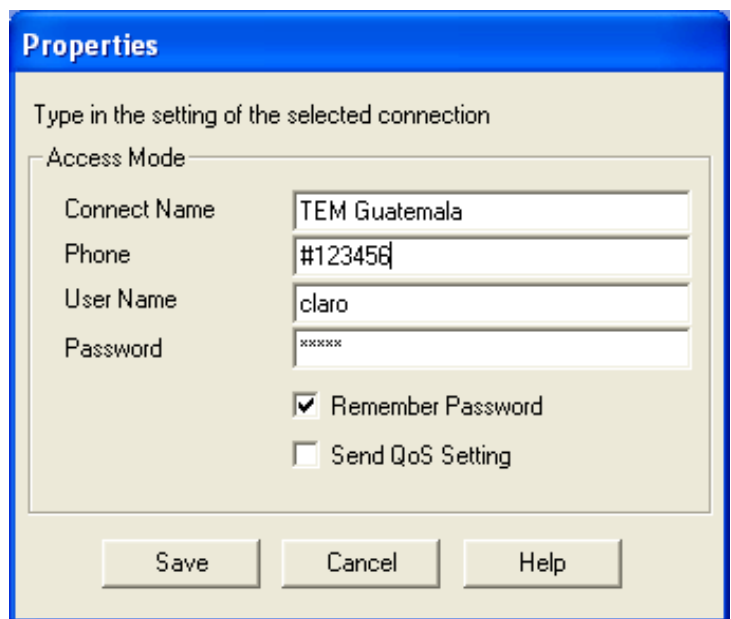 Properties
Type in the setting of the selected connection
Access Mode
Connect Name TEM Guatemala
Phone #123456
User Name claro
Password *****
Remember Password
Send QoS Setting
Save Cancel Help